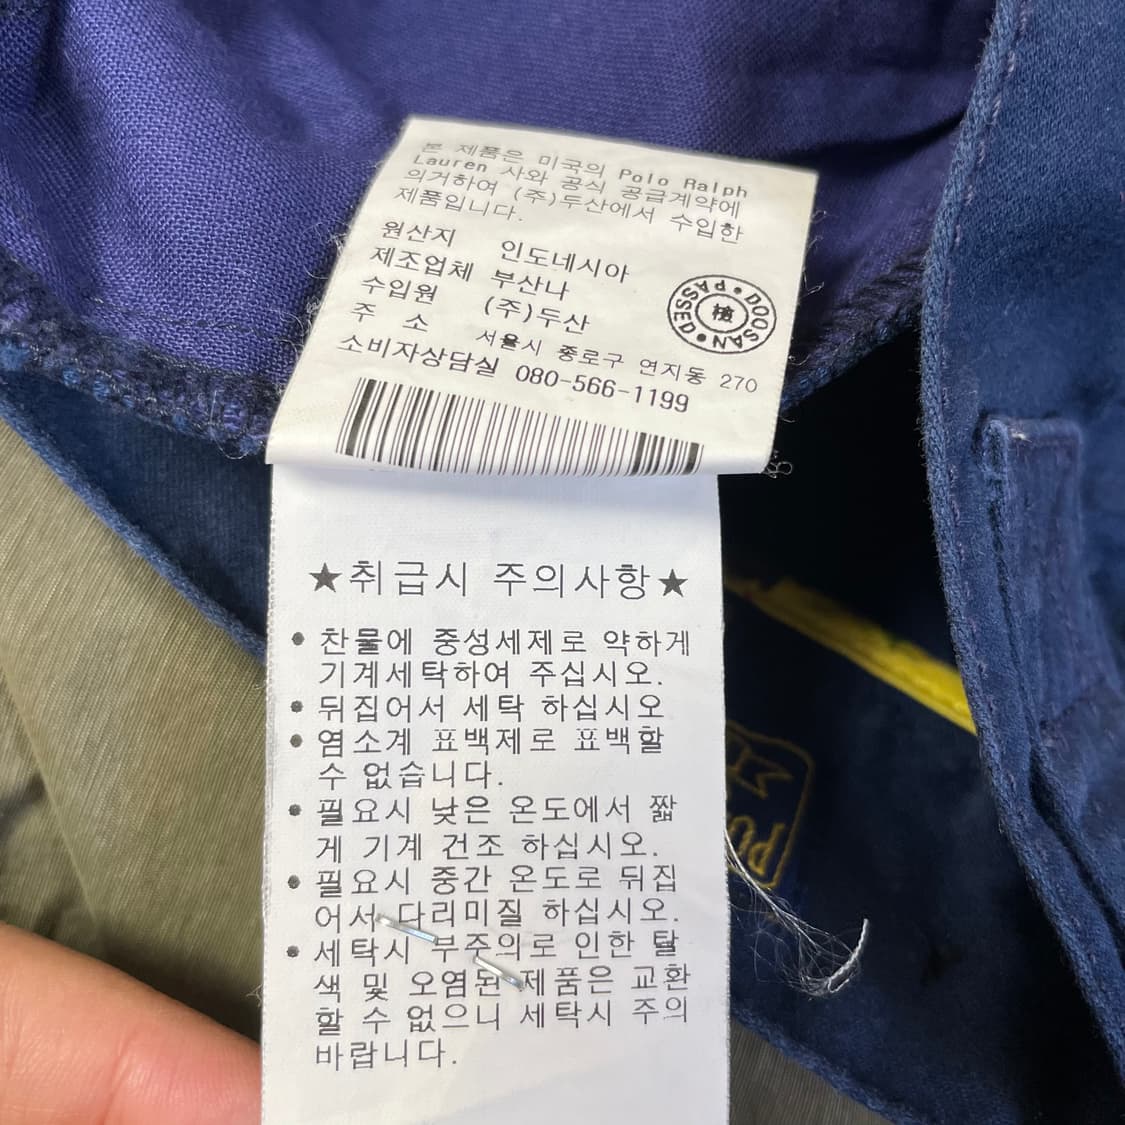 본 제품은 미국의 Polo Ralph
Lauren 사와 공식 공급계약에
의거하여 (주)두산에서 수입한
제품입니다.
원산지 인도네시아
제조업체 부산나
수입원 (주)두산
주 소 서울시 종로구 연지동 270
소비자상담실 080-566-1199
DOOSAN • PASSED •
檢
★취급시 주의사항★
• 찬물에 중성세제로 약하게
기계세탁하여 주십시오.
• 뒤집어서 세탁 하십시오
• 염소계 표백제로 표백할
수 없습니다.
• 필요시 낮은 온도에서 짧
게 기계 건조 하십시오.
• 필요시 중간 온도로 뒤집
어서 다리미질 하십시오.
• 세탁시 부주의로 인한 탈
색 및 오염된 제품은 교환
할 수 없으니 세탁시 주의
바랍니다.